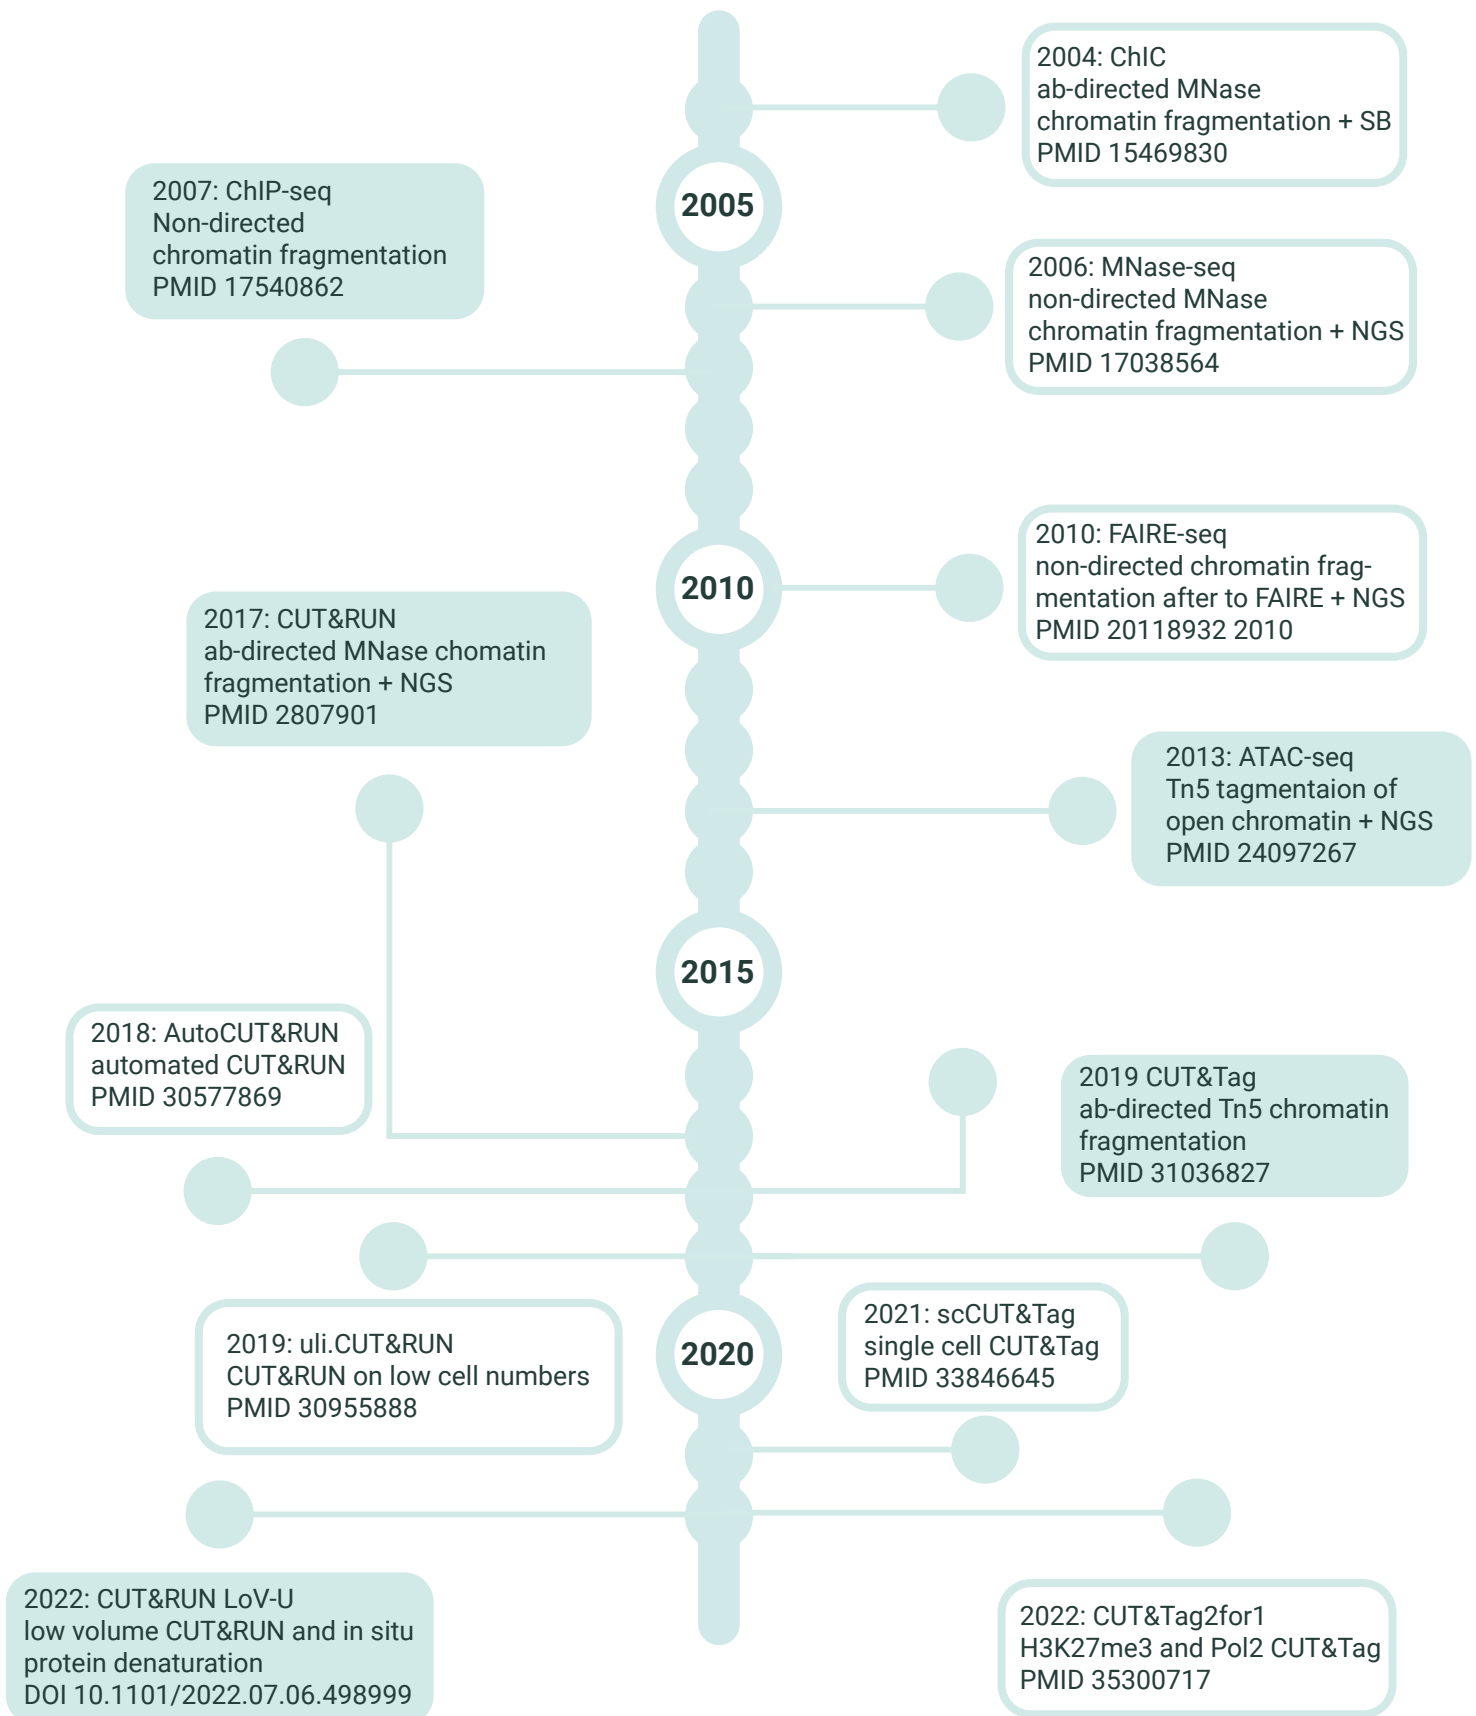 2004: ChIC
ab-directed MNase
chromatin fragmentation + SB
PMID 15469830
2007: ChIP-seq
Non-directed
chromatin fragmentation
PMID 17540862
2005
2006: MNase-seq
non-directed MNase
chromatin fragmentation + NGS
PMID 17038564
2010: FAIRE-seq
non-directed chromatin frag-
mentation after to FAIRE + NGS
PMID 20118932 2010
2010
2017: CUT&RUN
ab-directed MNase chomatin
fragmentation + NGS
PMID 2807901
2013: ATAC-seq
Tn5 tagmentaion of
open chromatin + NGS
PMID 24097267
2015
2018: AutoCUT&RUN
automated CUT&RUN
PMID 30577869
2019 CUT&Tag
ab-directed Tn5 chromatin
fragmentation
PMID 31036827
2019: uli.CUT&RUN
CUT&RUN on low cell numbers
PMID 30955888
2020
2021: scCUT&Tag
single cell CUT&Tag
PMID 33846645
2022: CUT&RUN LoV-U
low volume CUT&RUN and in situ
protein denaturation
DOI 10.1101/2022.07.06.498999
2022: CUT&Tag2for1
H3K27me3 and Pol2 CUT&Tag
PMID 35300717